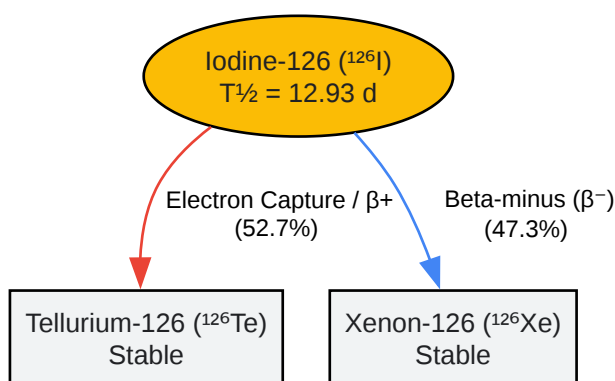 Iodine-126 (¹²⁶I)
T½ = 12.93 d
Electron Capture / β+
(52.7%)
Beta-minus (β⁻)
(47.3%)
Tellurium-126 (¹²⁶Te)
Stable
Xenon-126 (¹²⁶Xe)
Stable